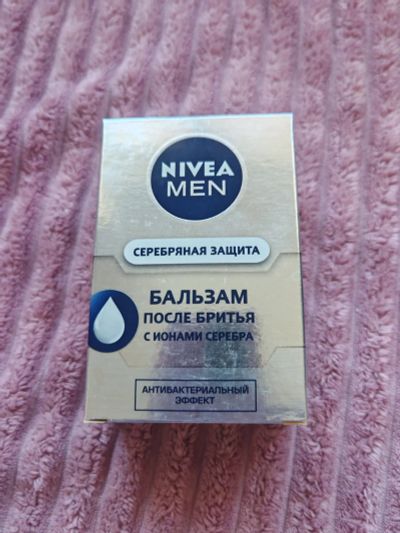 NIVEA
MEN
СЕРЕБРЯНАЯ ЗАЩИТА
БАЛЬЗАМ
ПОСЛЕ БРИТЬЯ
С ИОНАМИ СЕРЕБРА
АНТИБАКТЕРИАЛЬНЫЙ
ЭФФЕКТ